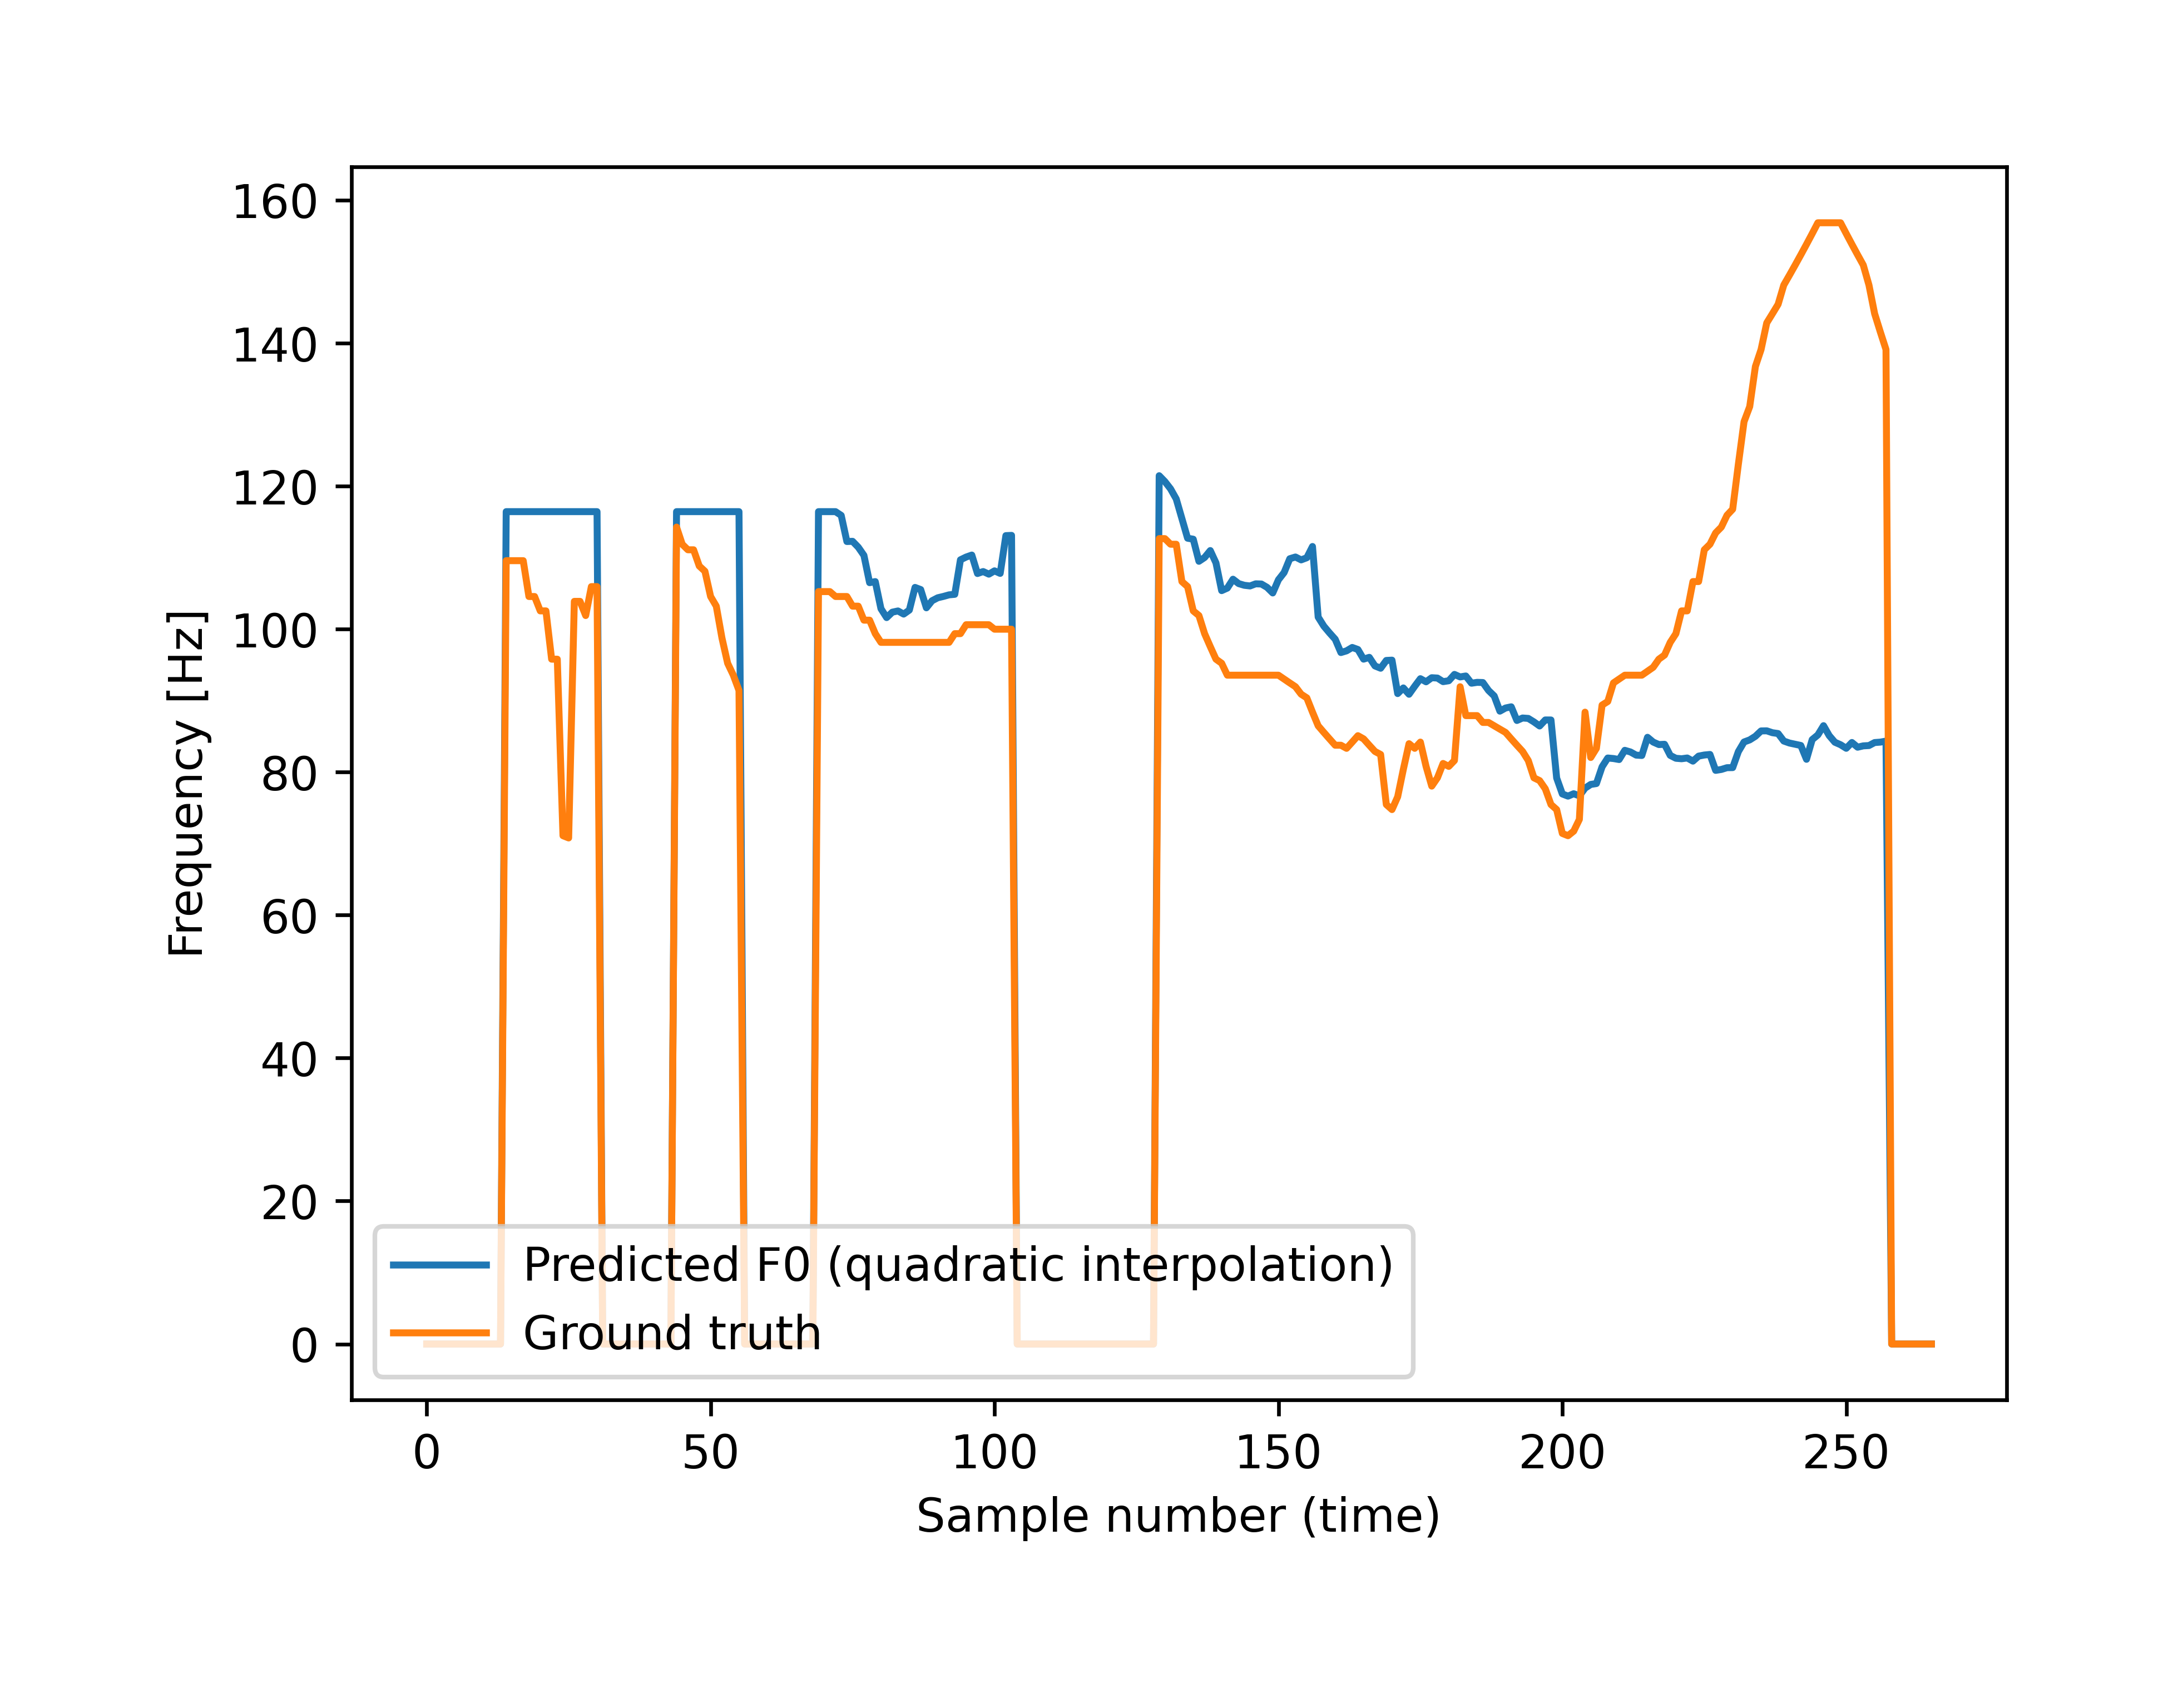 160
140
120
100
80
60
40
20
0
Frequency [Hz]
Predicted F0 (quadratic interpolation)
Ground truth
0 50 100 150 200 250
Sample number (time)